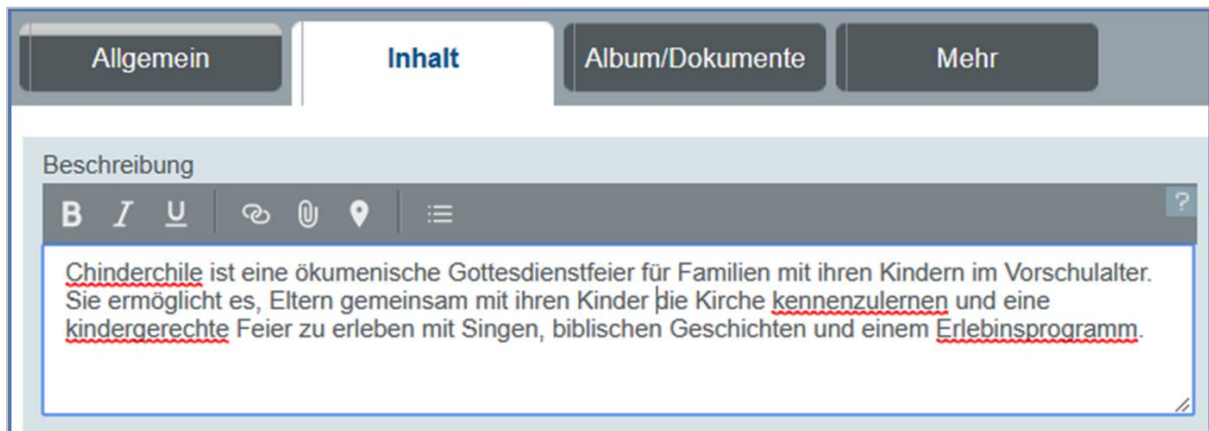 Allgemein Inhalt Album/Dokumente Mehr
Beschreibung
B I U ?
Chinderchile ist eine ökumenische Gottesdienstfeier für Familien mit ihren Kindern im Vorschulalter.
Sie ermöglicht es, Eltern gemeinsam mit ihren Kinder die Kirche kennenzulernen und eine
kindergerechte Feier zu erleben mit Singen, biblischen Geschichten und einem Erlebinsprogramm.